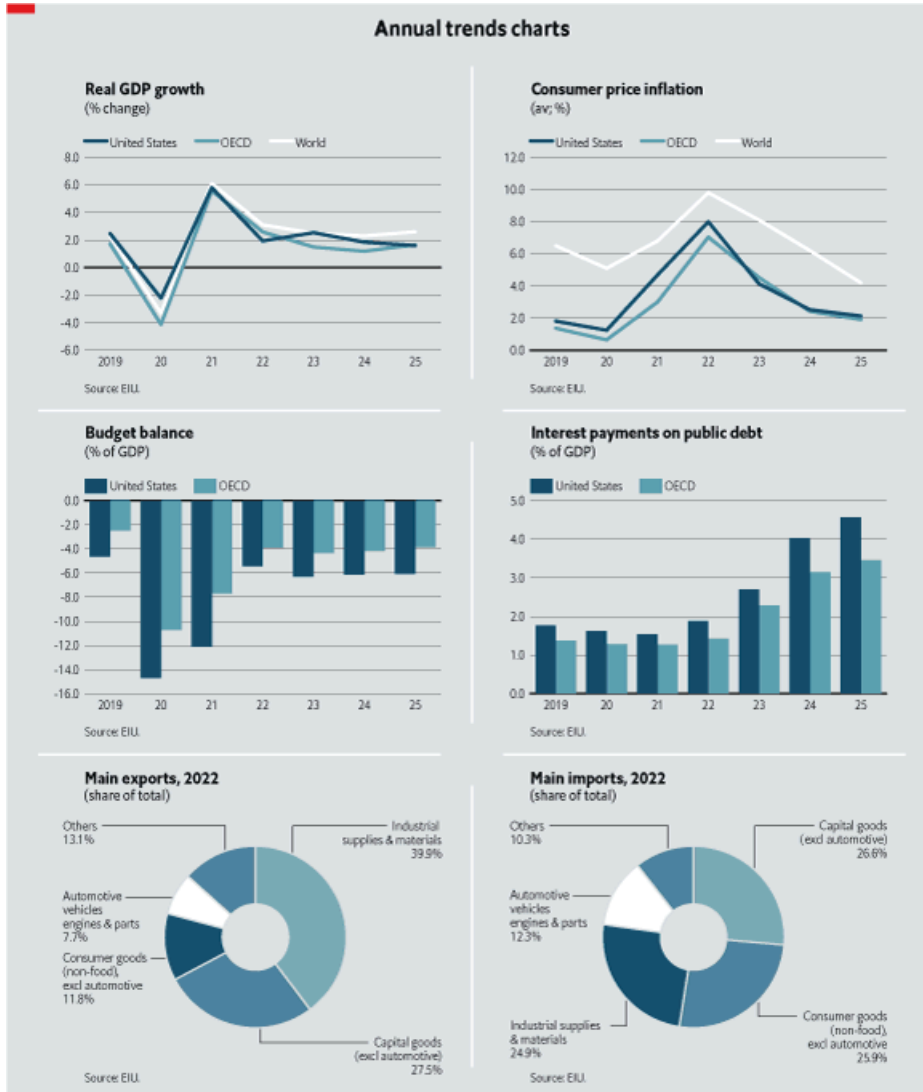 Annual trends charts
Real GDP growth
(% change)
United States OECD World
8.0
6.0
4.0
2.0
0.0
-2.0
-4.0
-6.0
2019 20 21 22 23 24 25
Source: EIU.
Consumer price inflation
(av; %)
United States OECD World
12.0
10.0
8.0
6.0
4.0
2.0
0.0
2019 20 21 22 23 24 25
Source: EIU.
Budget balance
(% of GDP)
United States OECD
0.0
-2.0
-4.0
-6.0
-8.0
-10.0
-12.0
-14.0
-16.0
2019 20 21 22 23 24 25
Source: EIU.
Interest payments on public debt
(% of GDP)
United States OECD
5.0
4.0
3.0
2.0
1.0
0.0
2019 20 21 22 23 24 25
Source: EIU.
Main exports, 2022
(share of total)
Others
13.1%
Industrial
supplies & materials
39.9%
Automotive
vehicles
engines & parts
7.7%
Consumer goods
(non-food),
excl automotive
11.8%
Capital goods
(excl automotive)
27.5%
Source: EIU.
Main imports, 2022
(share of total)
Others
10.3%
Capital goods
(excl automotive)
26.6%
Automotive
vehicles
engines & parts
12.3%
Industrial supplies
& materials
24.9%
Consumer goods
(non-food),
excl automotive
25.9%
Source: EIU.